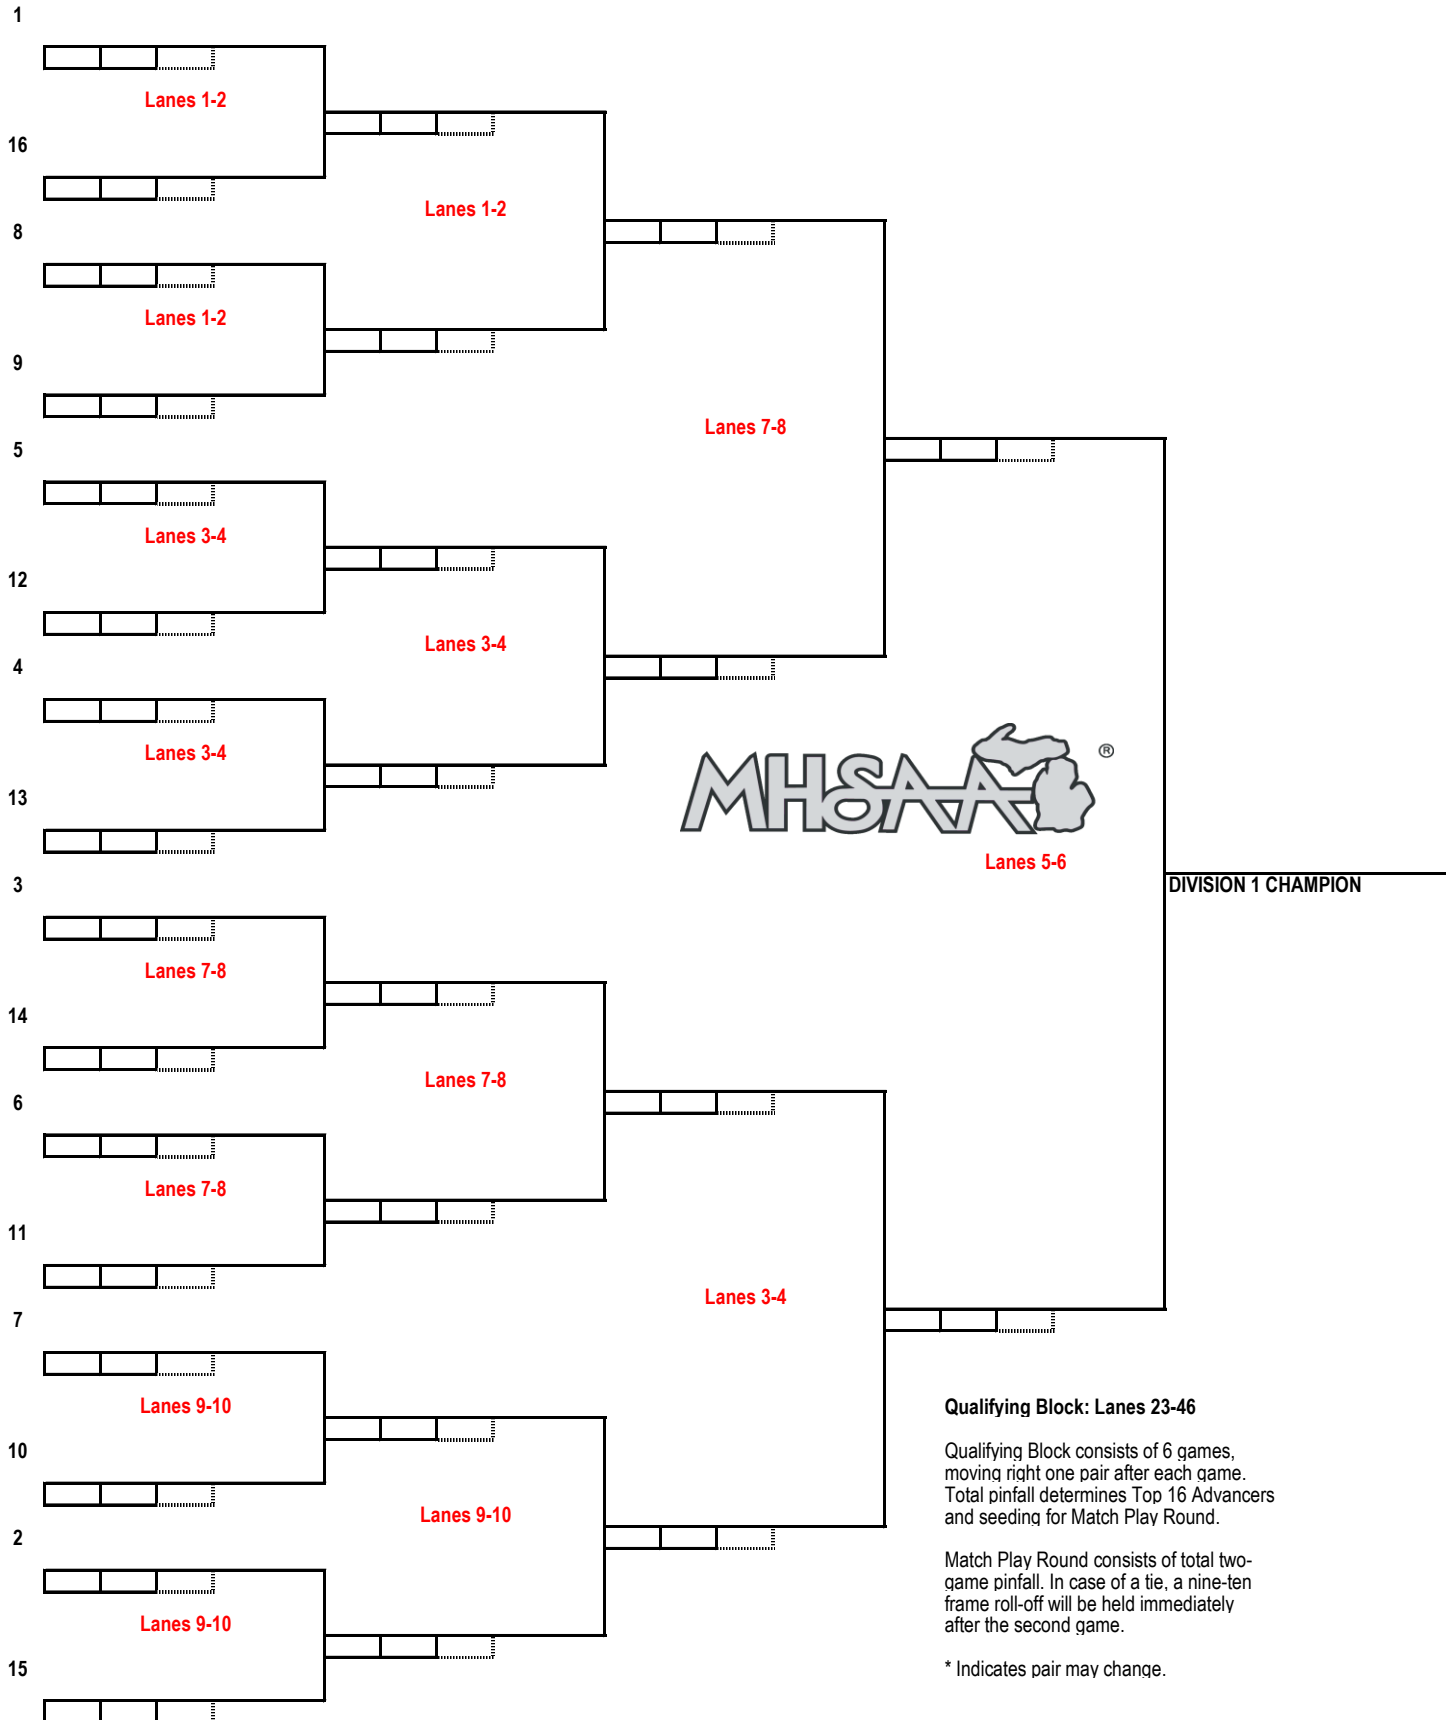 1
Lanes 1-2
16
Lanes 1-2
8
Lanes 1-2
9
Lanes 7-8
5
Lanes 3-4
12
Lanes 3-4
4
Lanes 3-4
MHSAA®
13
Lanes 5-6
3
DIVISION 1 CHAMPION
Lanes 7-8
14
Lanes 7-8
6
Lanes 7-8
11
Lanes 3-4
7
Lanes 9-10
10
Lanes 9-10
2
Lanes 9-10
15
Qualifying Block: Lanes 23-46
Qualifying Block consists of 6 games,
moving right one pair after each game.
Total pinfall determines Top 16 Advancers
and seeding for Match Play Round.
Match Play Round consists of total two-
game pinfall. In case of a tie, a nine-ten
frame roll-off will be held immediately
after the second game.
* Indicates pair may change.